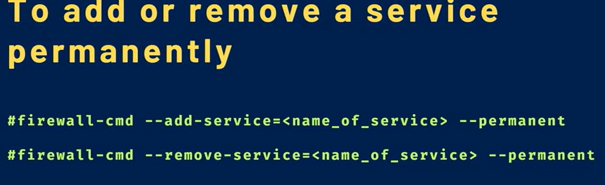 To add or remove a service
permanently
#firewall-cmd --add-service=<name_of_service> --permanent
#firewall-cmd --remove-service=<name_of_service> --permanent